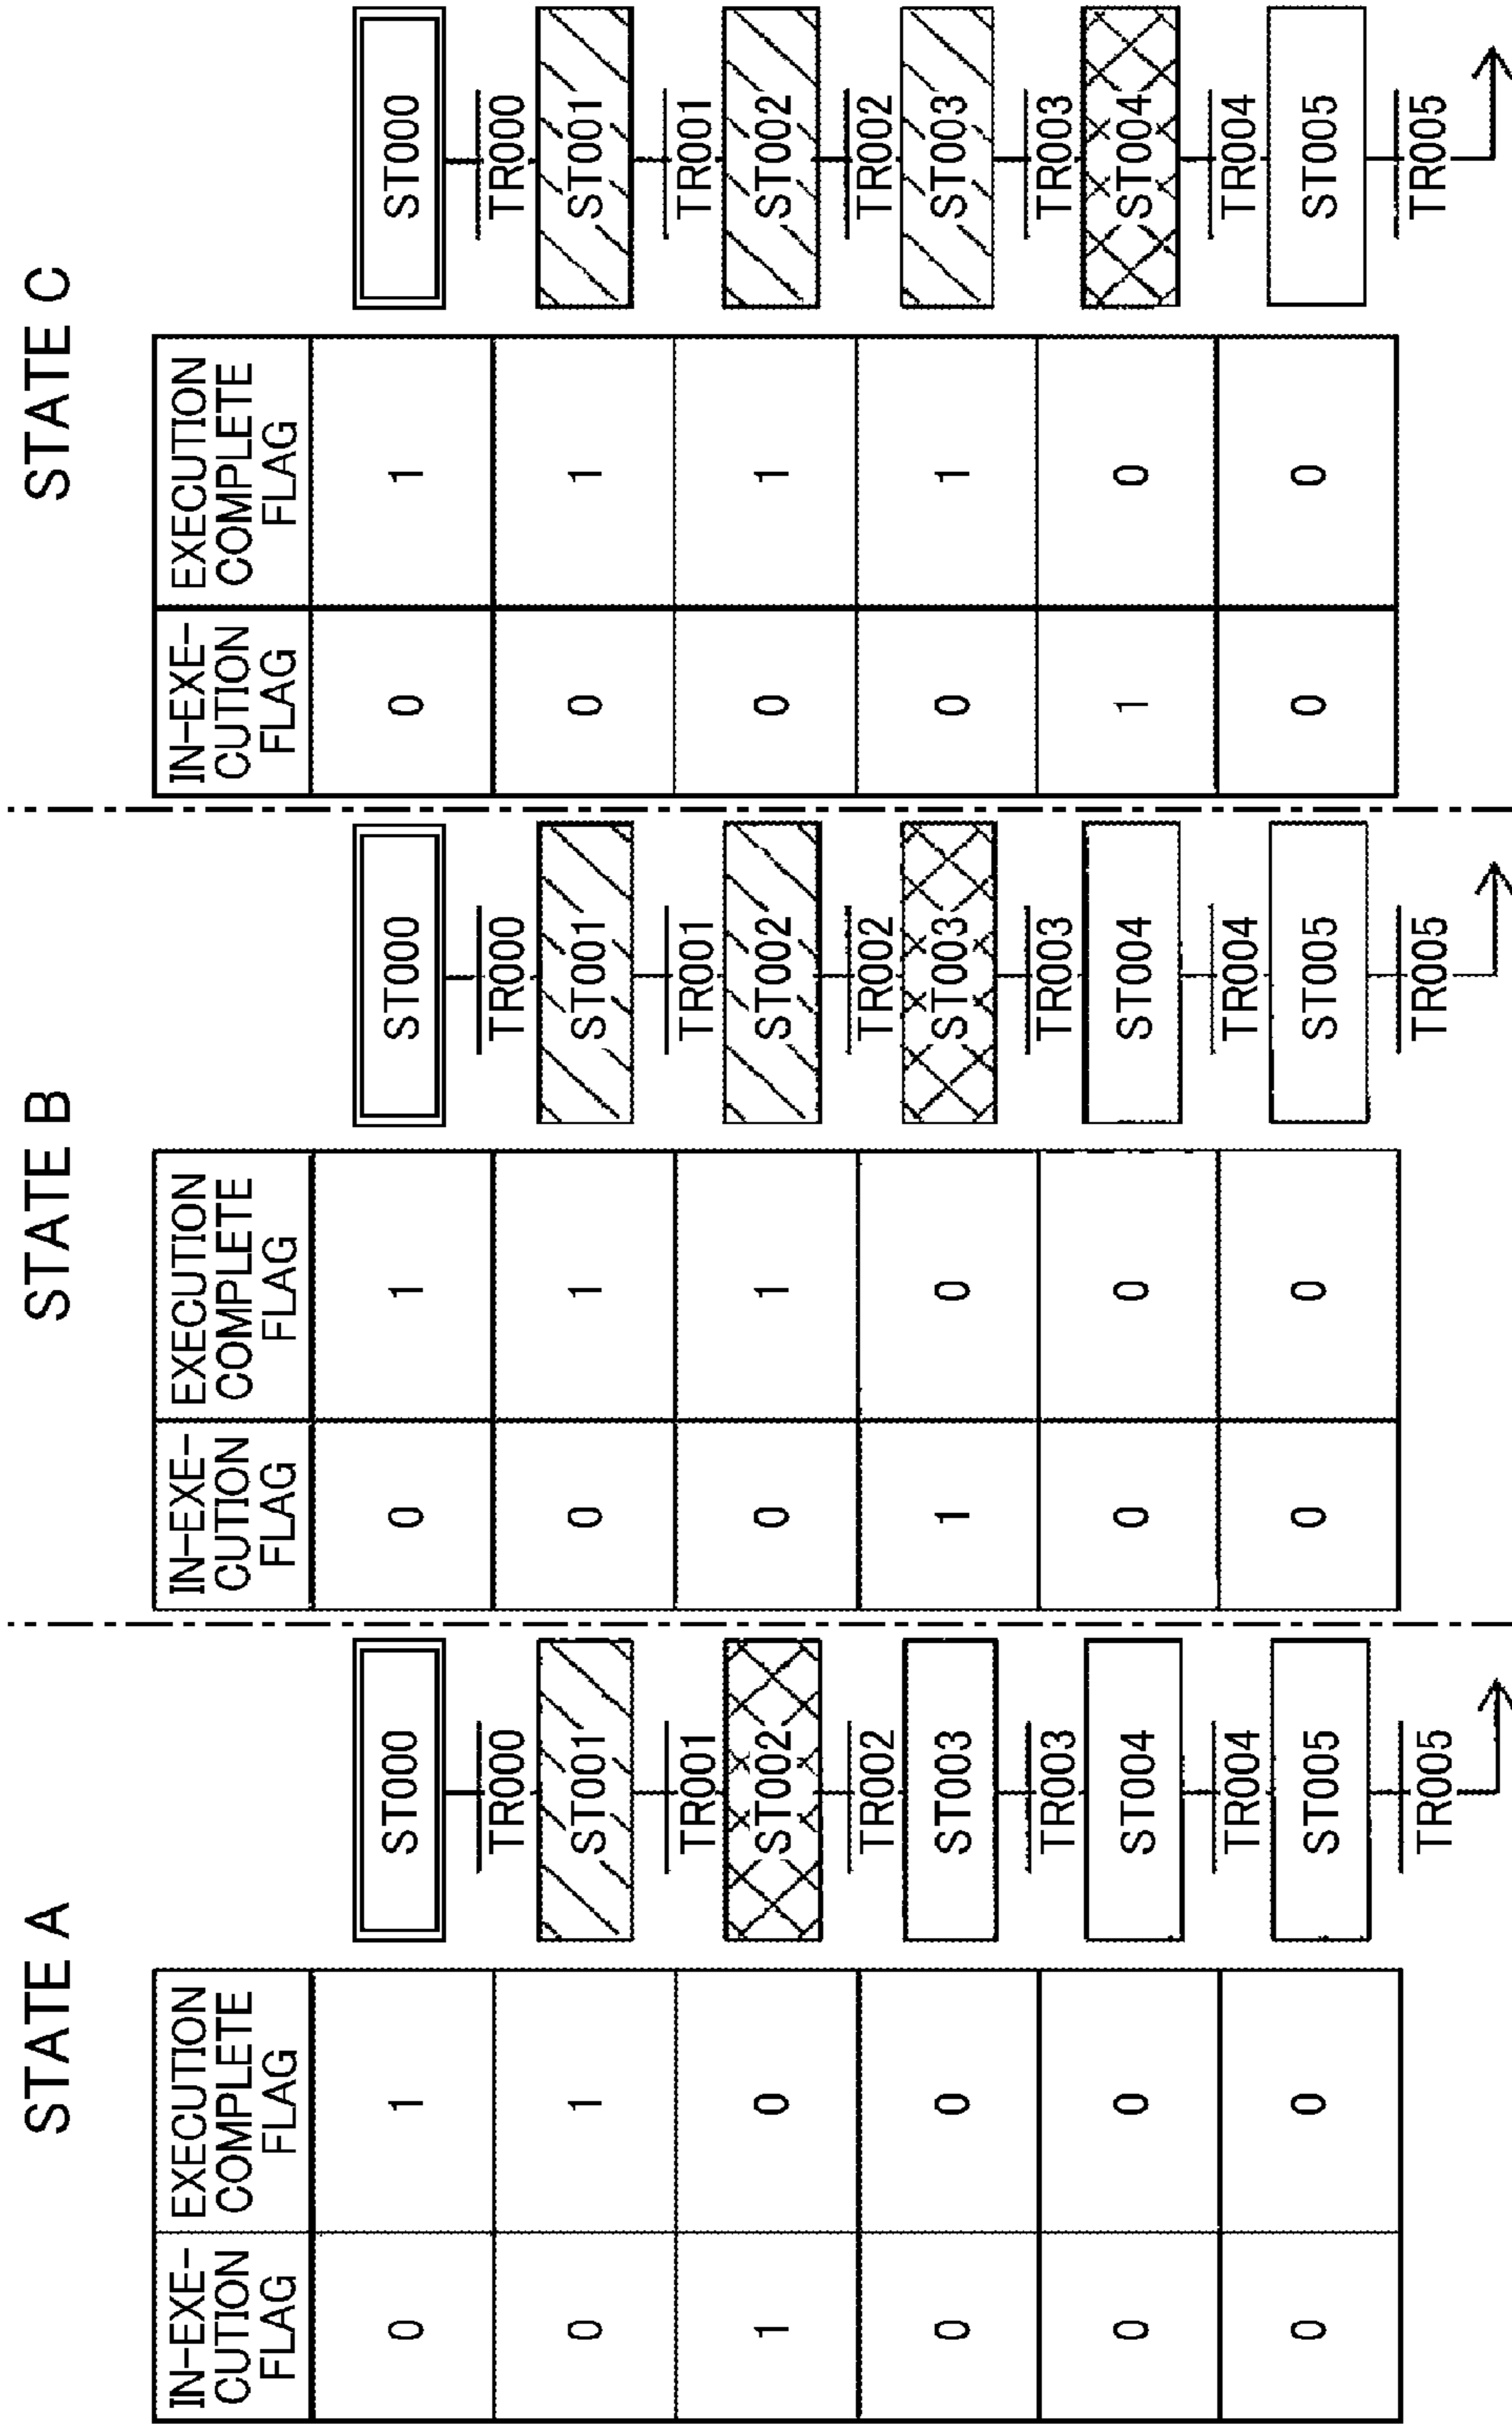 STATE A
IN-EXE-
CUTION
FLAG
EXECUTION
COMPLETE
FLAG
0 1
0 1
1 0
0 0
0 0
0 0
ST000
TR000
ST001
TR001
ST002
TR002
ST003
TR003
ST004
TR004
ST005
TR005
STATE B
IN-EXE-
CUTION
FLAG
EXECUTION
COMPLETE
FLAG
0 1
0 1
0 1
1 0
0 0
0 0
ST000
TR000
ST001
TR001
ST002
TR002
ST003
TR003
ST004
TR004
ST005
TR005
STATE C
IN-EXE-
CUTION
FLAG
EXECUTION
COMPLETE
FLAG
0 1
0 1
0 1
0 1
1 0
0 0
ST000
TR000
ST001
TR001
ST002
TR002
ST003
TR003
ST004
TR004
ST005
TR005